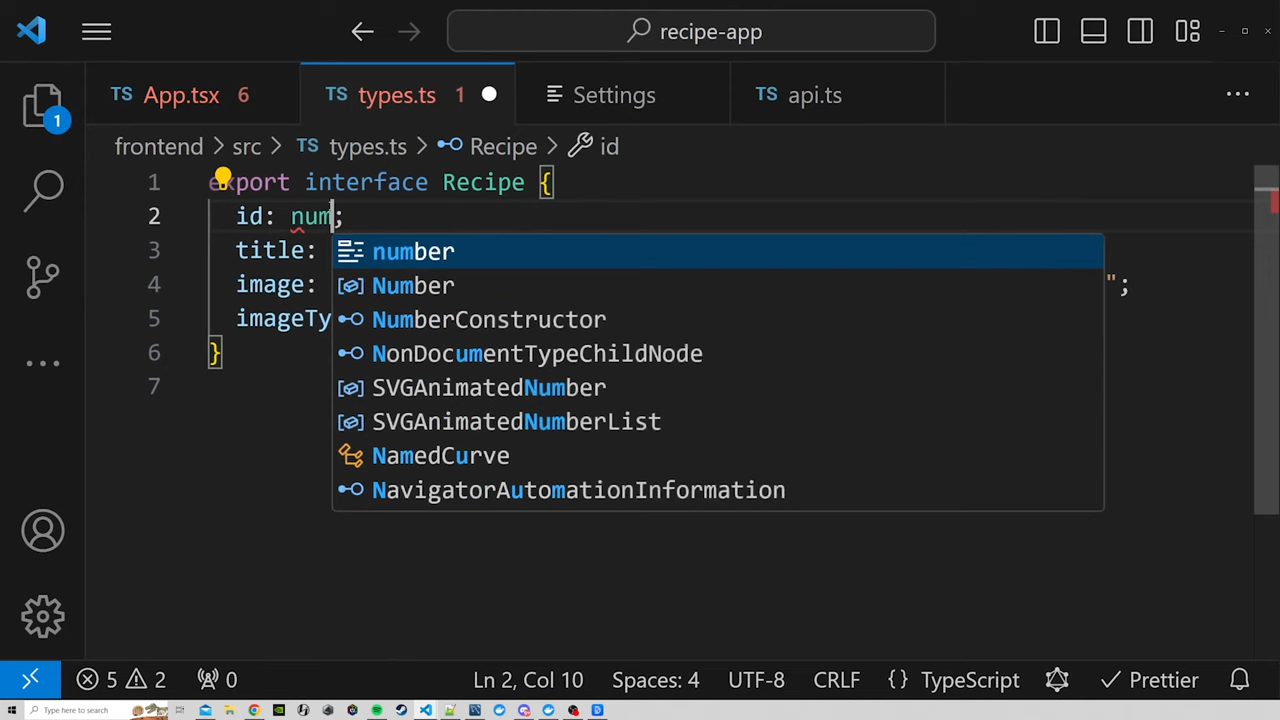 recipe-app
TS App.tsx 6
TS types.ts 1
Settings
TS api.ts
1
frontend > src > TS types.ts > Recipe > id
1 export interface Recipe {
2 id: num;
3 title:
4 image: ";
5 imageTy
6 }
7
number
Number
NumberConstructor
NonDocumentTypeChildNode
SVGAnimatedNumber
SVGAnimatedNumberList
NamedCurve
NavigatorAutomationInformation
5 2 0 Ln 2, Col 10 Spaces: 4 UTF-8 CRLF {} TypeScript Prettier
Type here to search